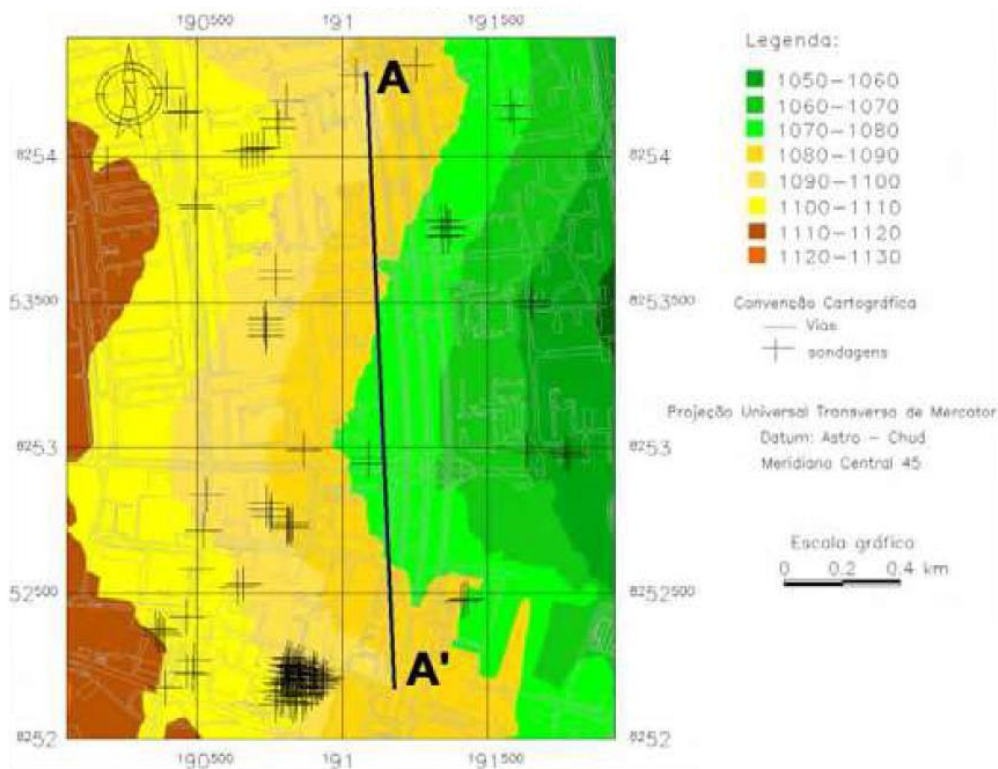 190500 191 191500
Legenda:
1050-1060
1060-1070
1070-1080
1080-1090
1090-1100
1100-1110
1110-1120
1120-1130
A
N
8254 8254
53500 8253500
Convenção Cartográfica
Vias
sondagens
Projeção Universal Transversa de Mercator
Datum: Astro - Chud
Meridiano Central 45
8253 8253
Escala gráfica
0 0.2 0.4 km
52500 8252500
A'
8252 8252
190500 191 191500